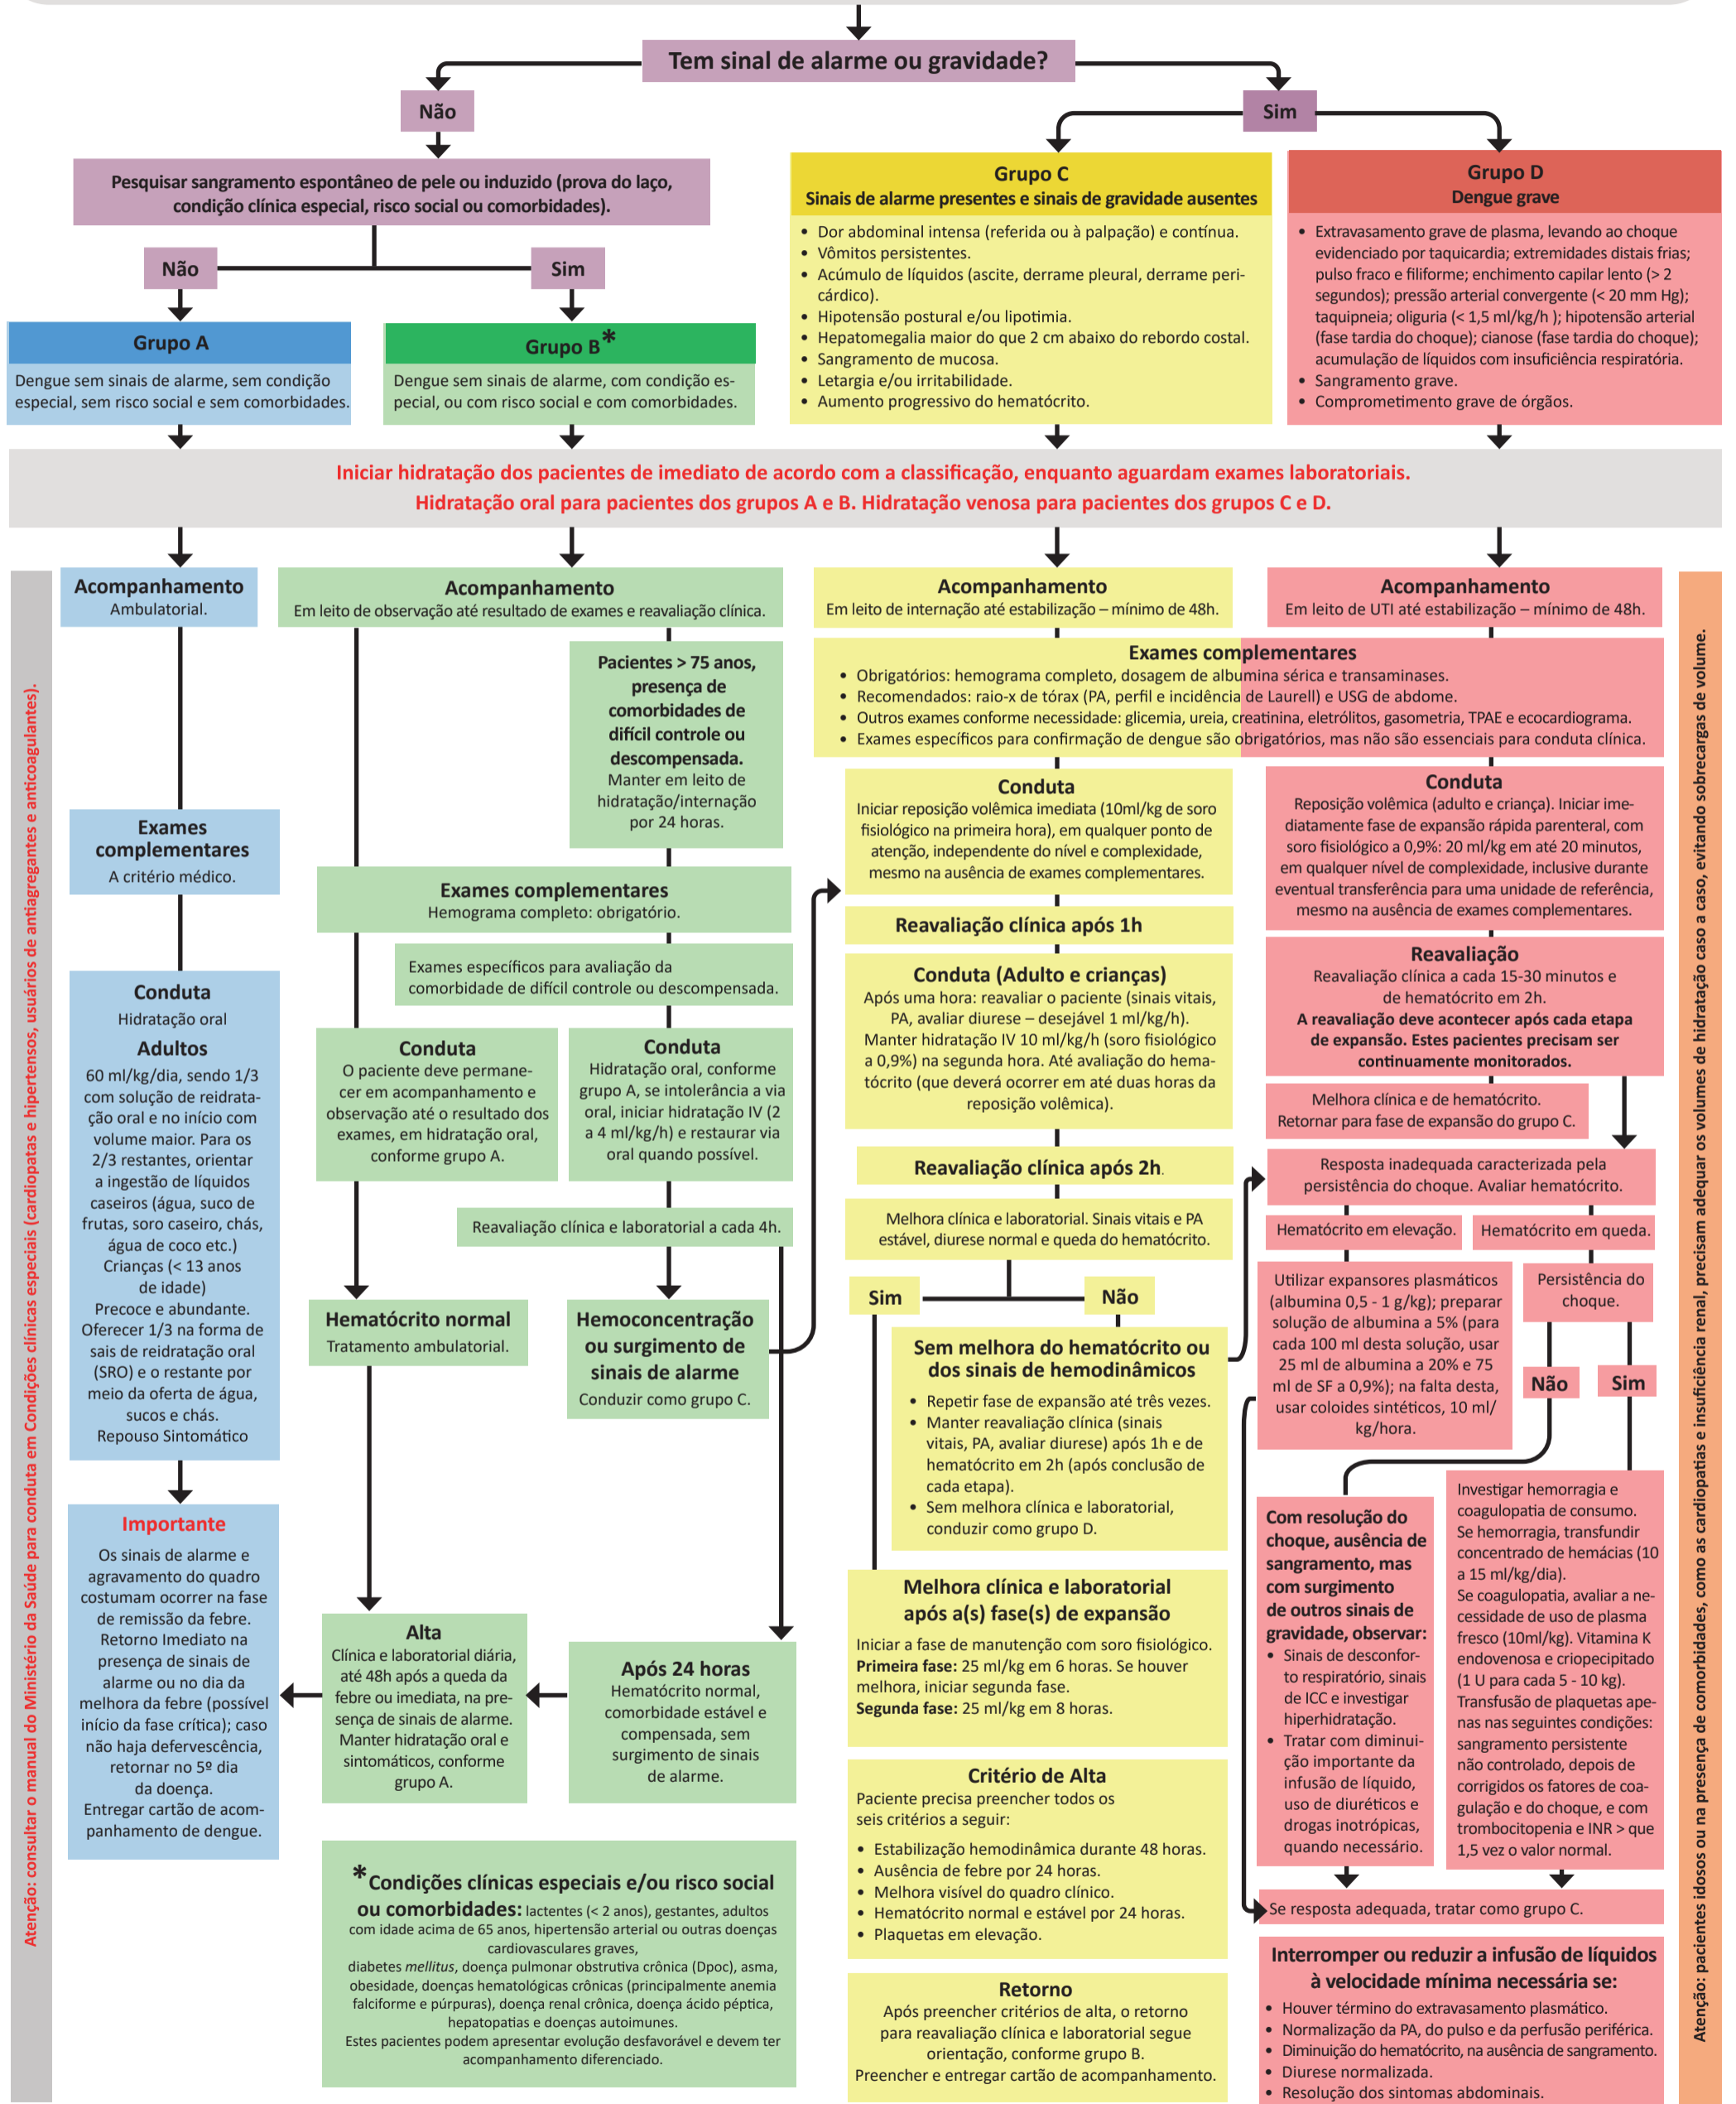 Tem sinal de alarme ou gravidade?
Não
Sim
Pesquisar sangramento espontâneo de pele ou induzido (prova do laço,
condição clínica especial, risco social ou comorbidades).
Não
Sim
Grupo A
Dengue sem sinais de alarme, sem condição
especial, sem risco social e sem comorbidades.
Grupo B*
Dengue sem sinais de alarme, com condição es-
pecial, ou com risco social e com comorbidades.
Grupo C
Sinais de alarme presentes e sinais de gravidade ausentes
• Dor abdominal intensa (referida ou à palpação) e contínua.
• Vômitos persistentes.
• Acúmulo de líquidos (ascite, derrame pleural, derrame peri-
cárdico).
• Hipotensão postural e/ou lipotimia.
• Hepatomegalia maior do que 2 cm abaixo do rebordo costal.
• Sangramento de mucosa.
• Letargia e/ou irritabilidade.
• Aumento progressivo do hematócrito.
Grupo D
Dengue grave
• Extravasamento grave de plasma, levando ao choque
evidenciado por taquicardia; extremidades distais frias;
pulso fraco e filiforme; enchimento capilar lento (> 2
segundos); pressão arterial convergente (< 20 mm Hg);
taquipneia; oliguria (< 1,5 ml/kg/h ); hipotensão arterial
(fase tardia do choque); cianose (fase tardia do choque);
acumulação de líquidos com insuficiência respiratória.
• Sangramento grave.
• Comprometimento grave de órgãos.
Iniciar hidratação dos pacientes de imediato de acordo com a classificação, enquanto aguardam exames laboratoriais.
Hidratação oral para pacientes dos grupos A e B. Hidratação venosa para pacientes dos grupos C e D.
Atenção: consultar o manual do Ministério da Saúde para conduta em Condições clínicas especiais (cardiopatas e hipertensos, usuários de antiagregantes e anticoagulantes).
Acompanhamento
Ambulatorial.
Exames
complementares
A critério médico.
Conduta
Hidratação oral
Adultos
60 ml/kg/dia, sendo 1/3
com solução de reidrata-
ção oral e no início com
volume maior. Para os
2/3 restantes, orientar
a ingestão de líquidos
caseiros (água, suco de
frutas, soro caseiro, chás,
água de coco etc.)
Crianças (< 13 anos
de idade)
Precoce e abundante.
Oferecer 1/3 na forma de
sais de reidratação oral
(SRO) e o restante por
meio da oferta de água,
sucos e chás.
Repouso Sintomático
Importante
Os sinais de alarme e
agravamento do quadro
costumam ocorrer na fase
de remissão da febre.
Retorno Imediato na
presença de sinais de
alarme ou no dia da
melhora da febre (possível
início da fase crítica); caso
não haja defervescência,
retornar no 5º dia
da doença.
Entregar cartão de acom-
panhamento de dengue.
Acompanhamento
Em leito de observação até resultado de exames e reavaliação clínica.
Pacientes > 75 anos,
presença de
comorbidades de
difícil controle ou
descompensada.
Manter em leito de
hidratação/internação
por 24 horas.
Exames complementares
Hemograma completo: obrigatório.
Exames específicos para avaliação da
comorbidade de difícil controle ou descompensada.
Conduta
O paciente deve permane-
cer em acompanhamento e
observação até o resultado dos
exames, em hidratação oral,
conforme grupo A.
Conduta
Hidratação oral, conforme
grupo A, se intolerância a via
oral, iniciar hidratação IV (2
a 4 ml/kg/h) e restaurar via
oral quando possível.
Reavaliação clínica e laboratorial a cada 4h.
Hematócrito normal
Tratamento ambulatorial.
Hemoconcentração
ou surgimento de
sinais de alarme
Conduzir como grupo C.
Alta
Clínica e laboratorial diária,
até 48h após a queda da
febre ou imediata, na pre-
sença de sinais de alarme.
Manter hidratação oral e
sintomáticos, conforme
grupo A.
Após 24 horas
Hematócrito normal,
comorbidade estável e
compensada, sem
surgimento de sinais
de alarme.
*Condições clínicas especiais e/ou risco social
ou comorbidades: lactentes (< 2 anos), gestantes, adultos
com idade acima de 65 anos, hipertensão arterial ou outras doenças
cardiovasculares graves,
diabetes mellitus, doença pulmonar obstrutiva crônica (Dpoc), asma,
obesidade, doenças hematológicas crônicas (principalmente anemia
falciforme e púrpuras), doença renal crônica, doença ácido péptica,
hepatopatias e doenças autoimunes.
Estes pacientes podem apresentar evolução desfavorável e devem ter
acompanhamento diferenciado.
Acompanhamento
Em leito de internação até estabilização – mínimo de 48h.
Acompanhamento
Em leito de UTI até estabilização – mínimo de 48h.
Exames complementares
• Obrigatórios: hemograma completo, dosagem de albumina sérica e transaminases.
• Recomendados: raio-x de tórax (PA, perfil e incidência de Laurell) e USG de abdome.
• Outros exames conforme necessidade: glicemia, ureia, creatinina, eletrólitos, gasometria, TPAE e ecocardiograma.
• Exames específicos para confirmação de dengue são obrigatórios, mas não são essenciais para conduta clínica.
Conduta
Iniciar reposição volêmica imediata (10ml/kg de soro
fisiológico na primeira hora), em qualquer ponto de
atenção, independente do nível e complexidade,
mesmo na ausência de exames complementares.
Reavaliação clínica após 1h
Conduta (Adulto e crianças)
Após uma hora: reavaliar o paciente (sinais vitais,
PA, avaliar diurese – desejável 1 ml/kg/h).
Manter hidratação IV 10 ml/kg/h (soro fisiológico
a 0,9%) na segunda hora. Até avaliação do hema-
tócrito (que deverá ocorrer em até duas horas da
reposição volêmica).
Reavaliação clínica após 2h.
Melhora clínica e laboratorial. Sinais vitais e PA
estável, diurese normal e queda do hematócrito.
Sim
Não
Sem melhora do hematócrito ou
dos sinais de hemodinâmicos
• Repetir fase de expansão até três vezes.
• Manter reavaliação clínica (sinais
vitais, PA, avaliar diurese) após 1h e de
hematócrito em 2h (após conclusão de
cada etapa).
• Sem melhora clínica e laboratorial,
conduzir como grupo D.
Melhora clínica e laboratorial
após a(s) fase(s) de expansão
Iniciar a fase de manutenção com soro fisiológico.
Primeira fase: 25 ml/kg em 6 horas. Se houver
melhora, iniciar segunda fase.
Segunda fase: 25 ml/kg em 8 horas.
Critério de Alta
Paciente precisa preencher todos os
seis critérios a seguir:
• Estabilização hemodinâmica durante 48 horas.
• Ausência de febre por 24 horas.
• Melhora visível do quadro clínico.
• Hematócrito normal e estável por 24 horas.
• Plaquetas em elevação.
Retorno
Após preencher critérios de alta, o retorno
para reavaliação clínica e laboratorial segue
orientação, conforme grupo B.
Preencher e entregar cartão de acompanhamento.
Conduta
Reposição volêmica (adulto e criança). Iniciar ime-
diatamente fase de expansão rápida parenteral, com
soro fisiológico a 0,9%: 20 ml/kg em até 20 minutos,
em qualquer nível de complexidade, inclusive durante
eventual transferência para uma unidade de referência,
mesmo na ausência de exames complementares.
Reavaliação
Reavaliação clínica a cada 15-30 minutos e
de hematócrito em 2h.
A reavaliação deve acontecer após cada etapa
de expansão. Estes pacientes precisam ser
continuamente monitorados.
Melhora clínica e de hematócrito.
Retornar para fase de expansão do grupo C.
Resposta inadequada caracterizada pela
persistência do choque. Avaliar hematócrito.
Hematócrito em elevação.
Hematócrito em queda.
Utilizar expansores plasmáticos
(albumina 0,5 - 1 g/kg); preparar
solução de albumina a 5% (para
cada 100 ml desta solução, usar
25 ml de albumina a 20% e 75
ml de SF a 0,9%); na falta desta,
usar coloides sintéticos, 10 ml/
kg/hora.
Persistência do
choque.
Não
Sim
Com resolução do
choque, ausência de
sangramento, mas
com surgimento
de outros sinais de
gravidade, observar:
• Sinais de desconfor-
to respiratório, sinais
de ICC e investigar
hiperhidratação.
• Tratar com diminui-
ção importante da
infusão de líquido,
uso de diuréticos e
drogas inotrópicas,
quando necessário.
Investigar hemorragia e
coagulopatia de consumo.
Se hemorragia, transfundir
concentrado de hemácias (10
a 15 ml/kg/dia).
Se coagulopatia, avaliar a ne-
cessidade de uso de plasma
fresco (10ml/kg). Vitamina K
endovenosa e criopecipitado
(1 U para cada 5 - 10 kg).
Transfusão de plaquetas ape-
nas nas seguintes condições:
sangramento persistente
não controlado, depois de
corrigidos os fatores de coa-
gulação e do choque, e com
trombocitopenia e INR > que
1,5 vez o valor normal.
Se resposta adequada, tratar como grupo C.
Interromper ou reduzir a infusão de líquidos
à velocidade mínima necessária se:
• Houver término do extravasamento plasmático.
• Normalização da PA, do pulso e da perfusão periférica.
• Diminuição do hematócrito, na ausência de sangramento.
• Diurese normalizada.
• Resolução dos sintomas abdominais.
Atenção: pacientes idosos ou na presença de comorbidades, como as cardiopatias e insuficiência renal, precisam adequar os volumes de hidratação caso a caso, evitando sobrecargas de volume.